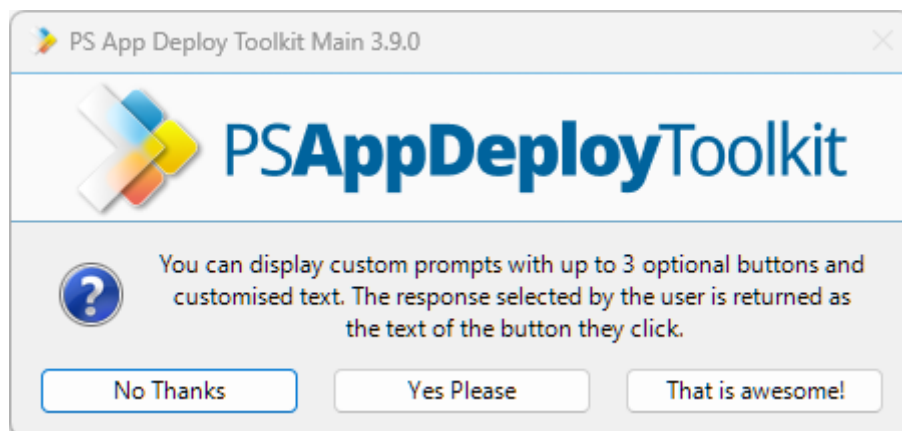 PS App Deploy Toolkit Main 3.9.0
PSAppDeployToolkit
?
You can display custom prompts with up to 3 optional buttons and
customised text. The response selected by the user is returned as
the text of the button they click.
No Thanks
Yes Please
That is awesome!